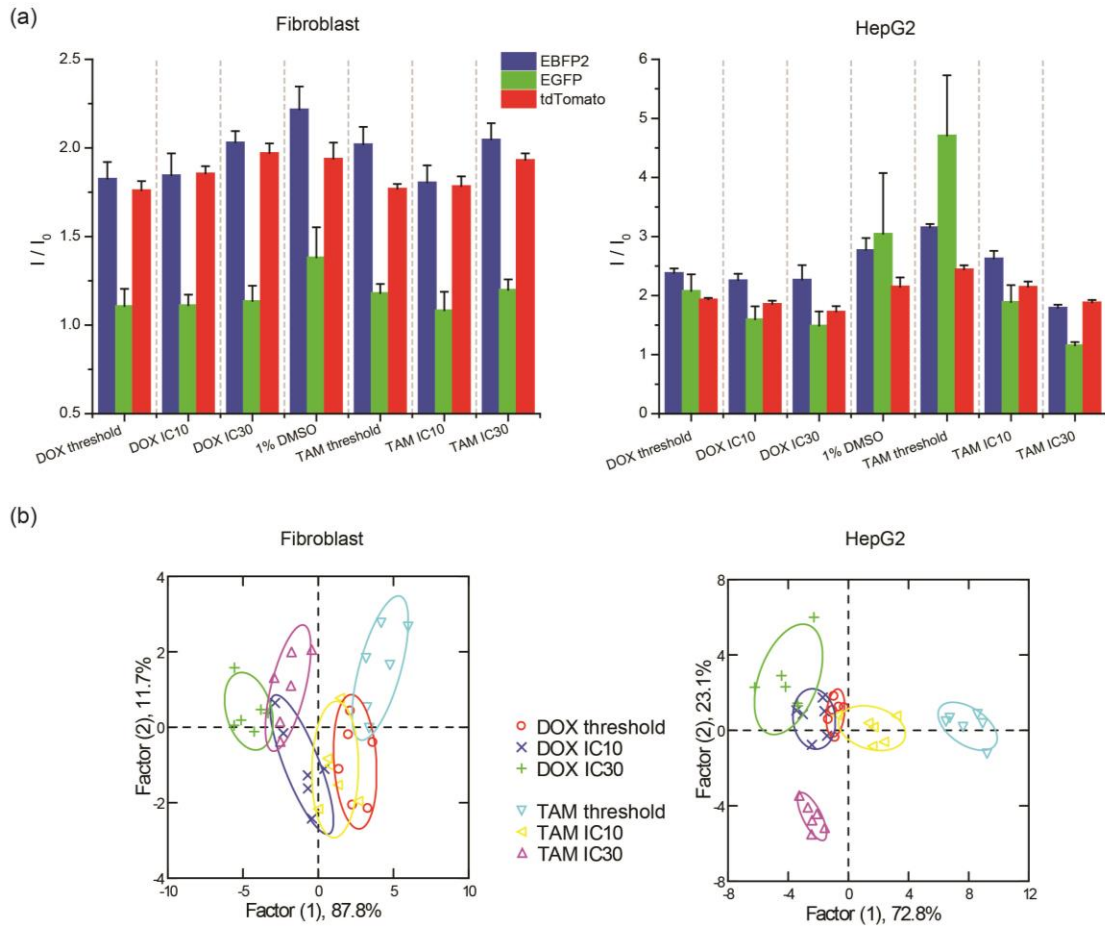 (a)
Fibroblast
HepG2
EBFP2
EGFP
tdTomato
2.5
2.0
1.5
1.0
0.5
I / I0
DOX threshold
DOX IC10
DOX IC30
1% DMSO
TAM threshold
TAM IC10
TAM IC30
6
5
4
3
2
1
0
I / I0
DOX threshold
DOX IC10
DOX IC30
1% DMSO
TAM threshold
TAM IC10
TAM IC30
(b)
Fibroblast
HepG2
4
2
0
-2
-4
Factor (2), 11.7%
-10
-5
0
5
10
Factor (1), 87.8%
DOX threshold
DOX IC10
DOX IC30
TAM threshold
TAM IC10
TAM IC30
8
4
0
-4
-8
Factor (2), 23.1%
-8
-4
0
4
8
12
Factor (1), 72.8%